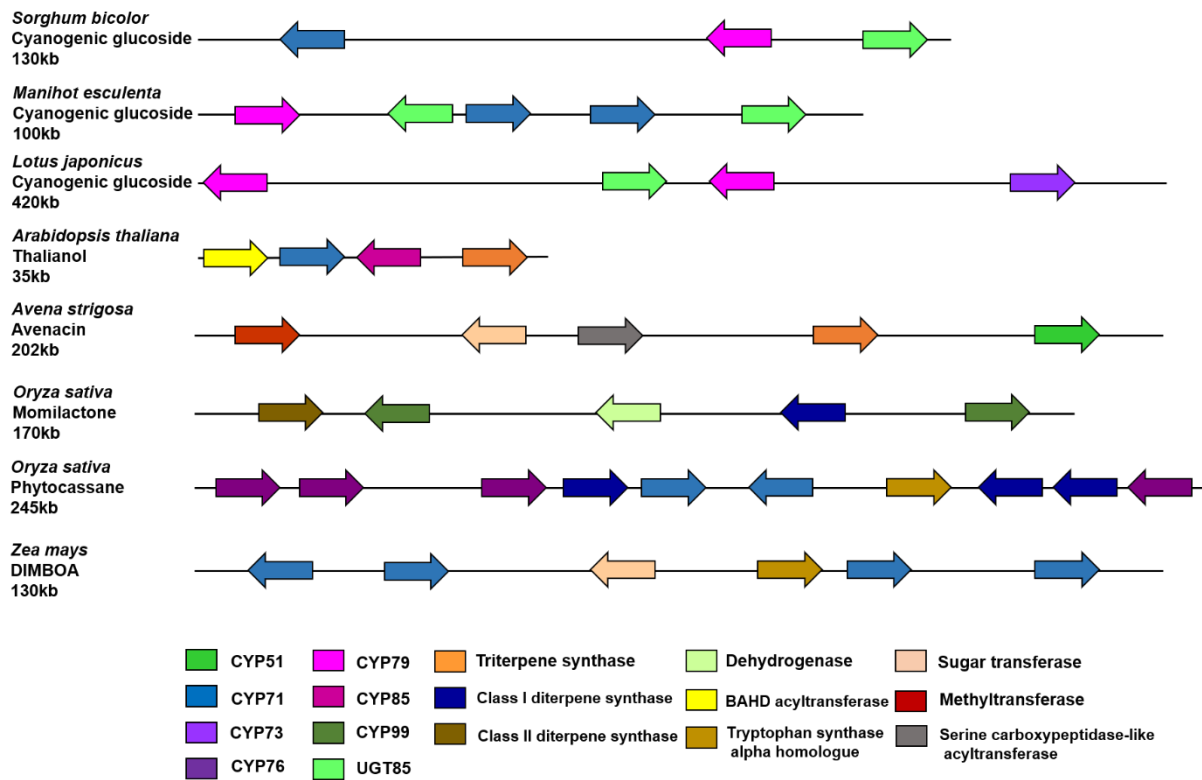 Sorghum bicolor
Cyanogenic glucoside
130kb
Manihot esculenta
Cyanogenic glucoside
100kb
Lotus japonicus
Cyanogenic glucoside
420kb
Arabidopsis thaliana
Thalianol
35kb
Avena strigosa
Avenacin
202kb
Oryza sativa
Momilactone
170kb
Oryza sativa
Phytocassane
245kb
Zea mays
DIMBOA
130kb
CYP51
CYP71
CYP73
CYP76
CYP79
CYP85
CYP99
UGT85
Triterpene synthase
Class I diterpene synthase
Class II diterpene synthase
Dehydrogenase
BAHD acyltransferase
Tryptophan synthase
alpha homologue
Sugar transferase
Methyltransferase
Serine carboxypeptidase-like
acyltransferase